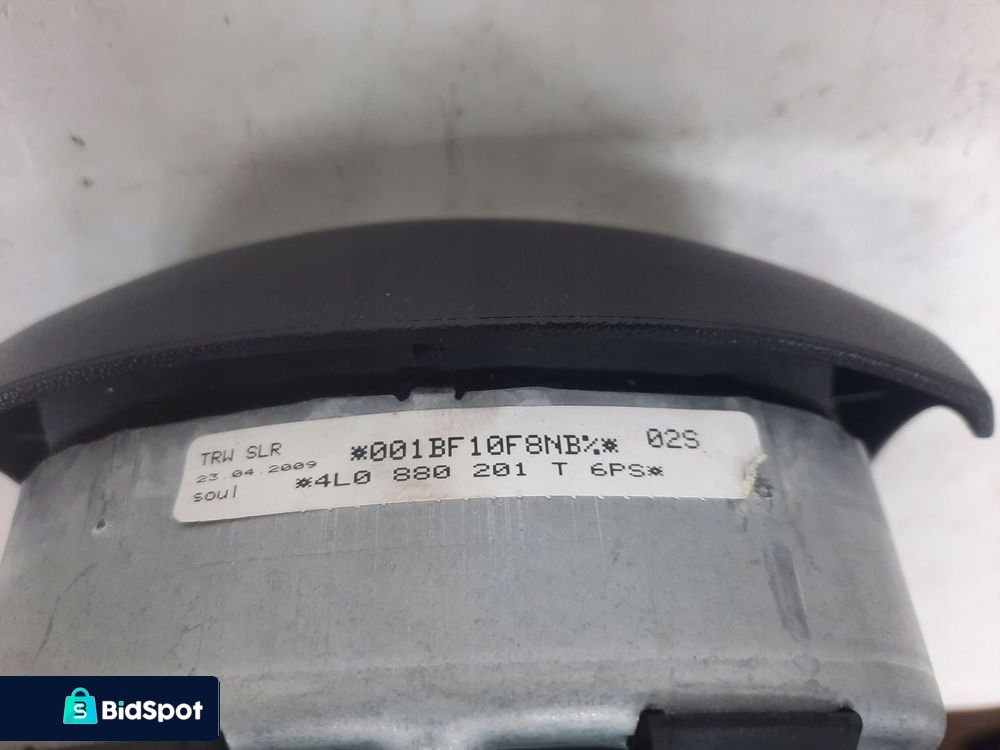 TRW SLR *001BF10F8NB%* 02S
23.04.2009
soul *4L0 880 201 T 6PS*
S BidSpot